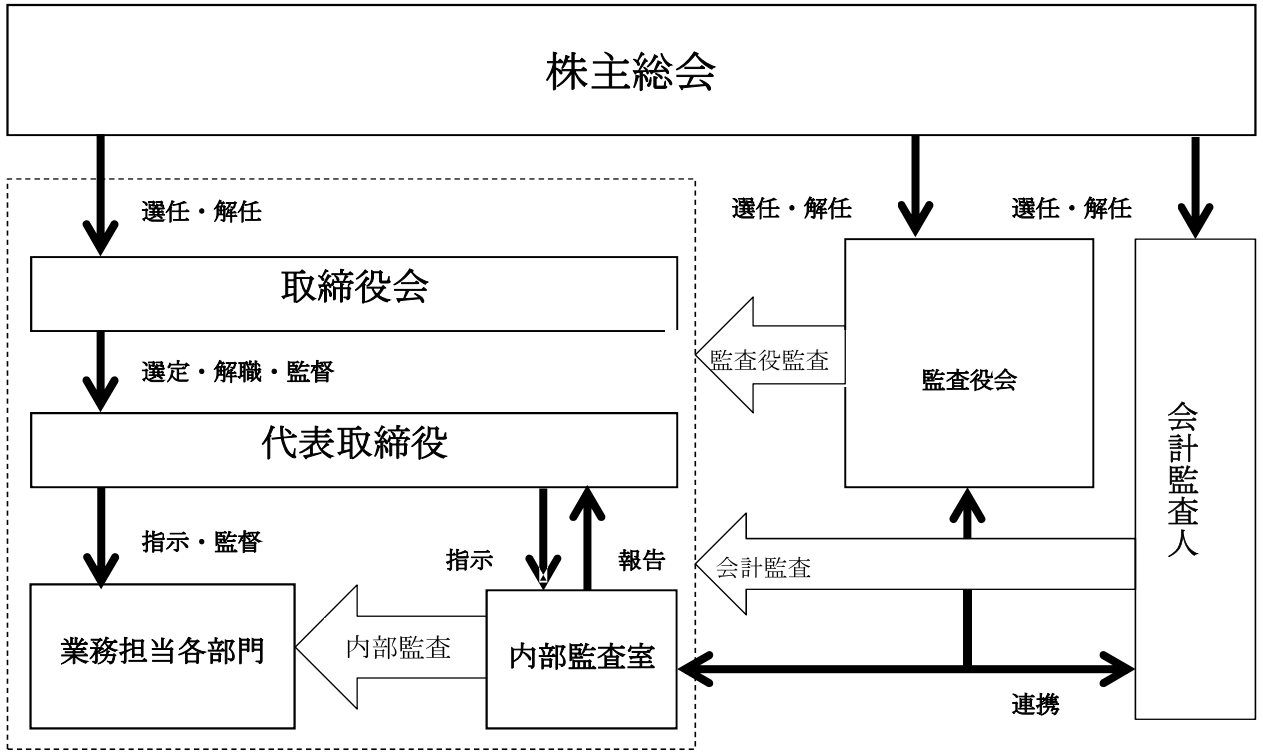 株主総会
選任・解任
選任・解任
選任・解任
取締役会
監査役監査
監査役会
選定・解職・監督
会計監査人
代表取締役
指示・監督
指示
報告
会計監査
業務担当各部門
内部監査
内部監査室
連携